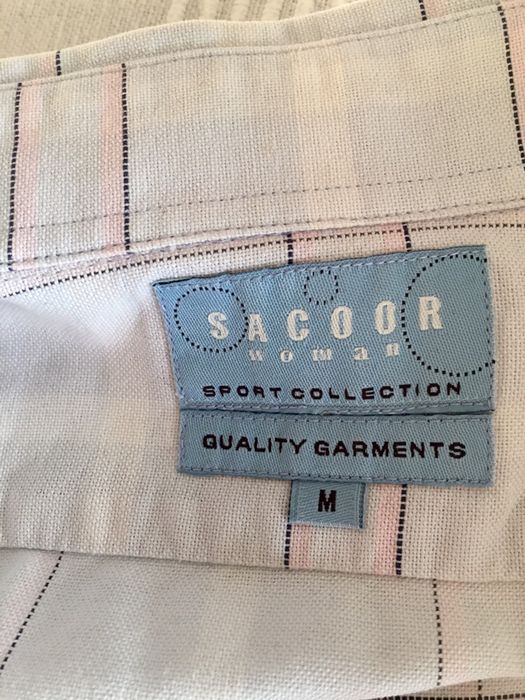 SACOOR
woman
SPORT COLLECTION
QUALITY GARMENTS
M